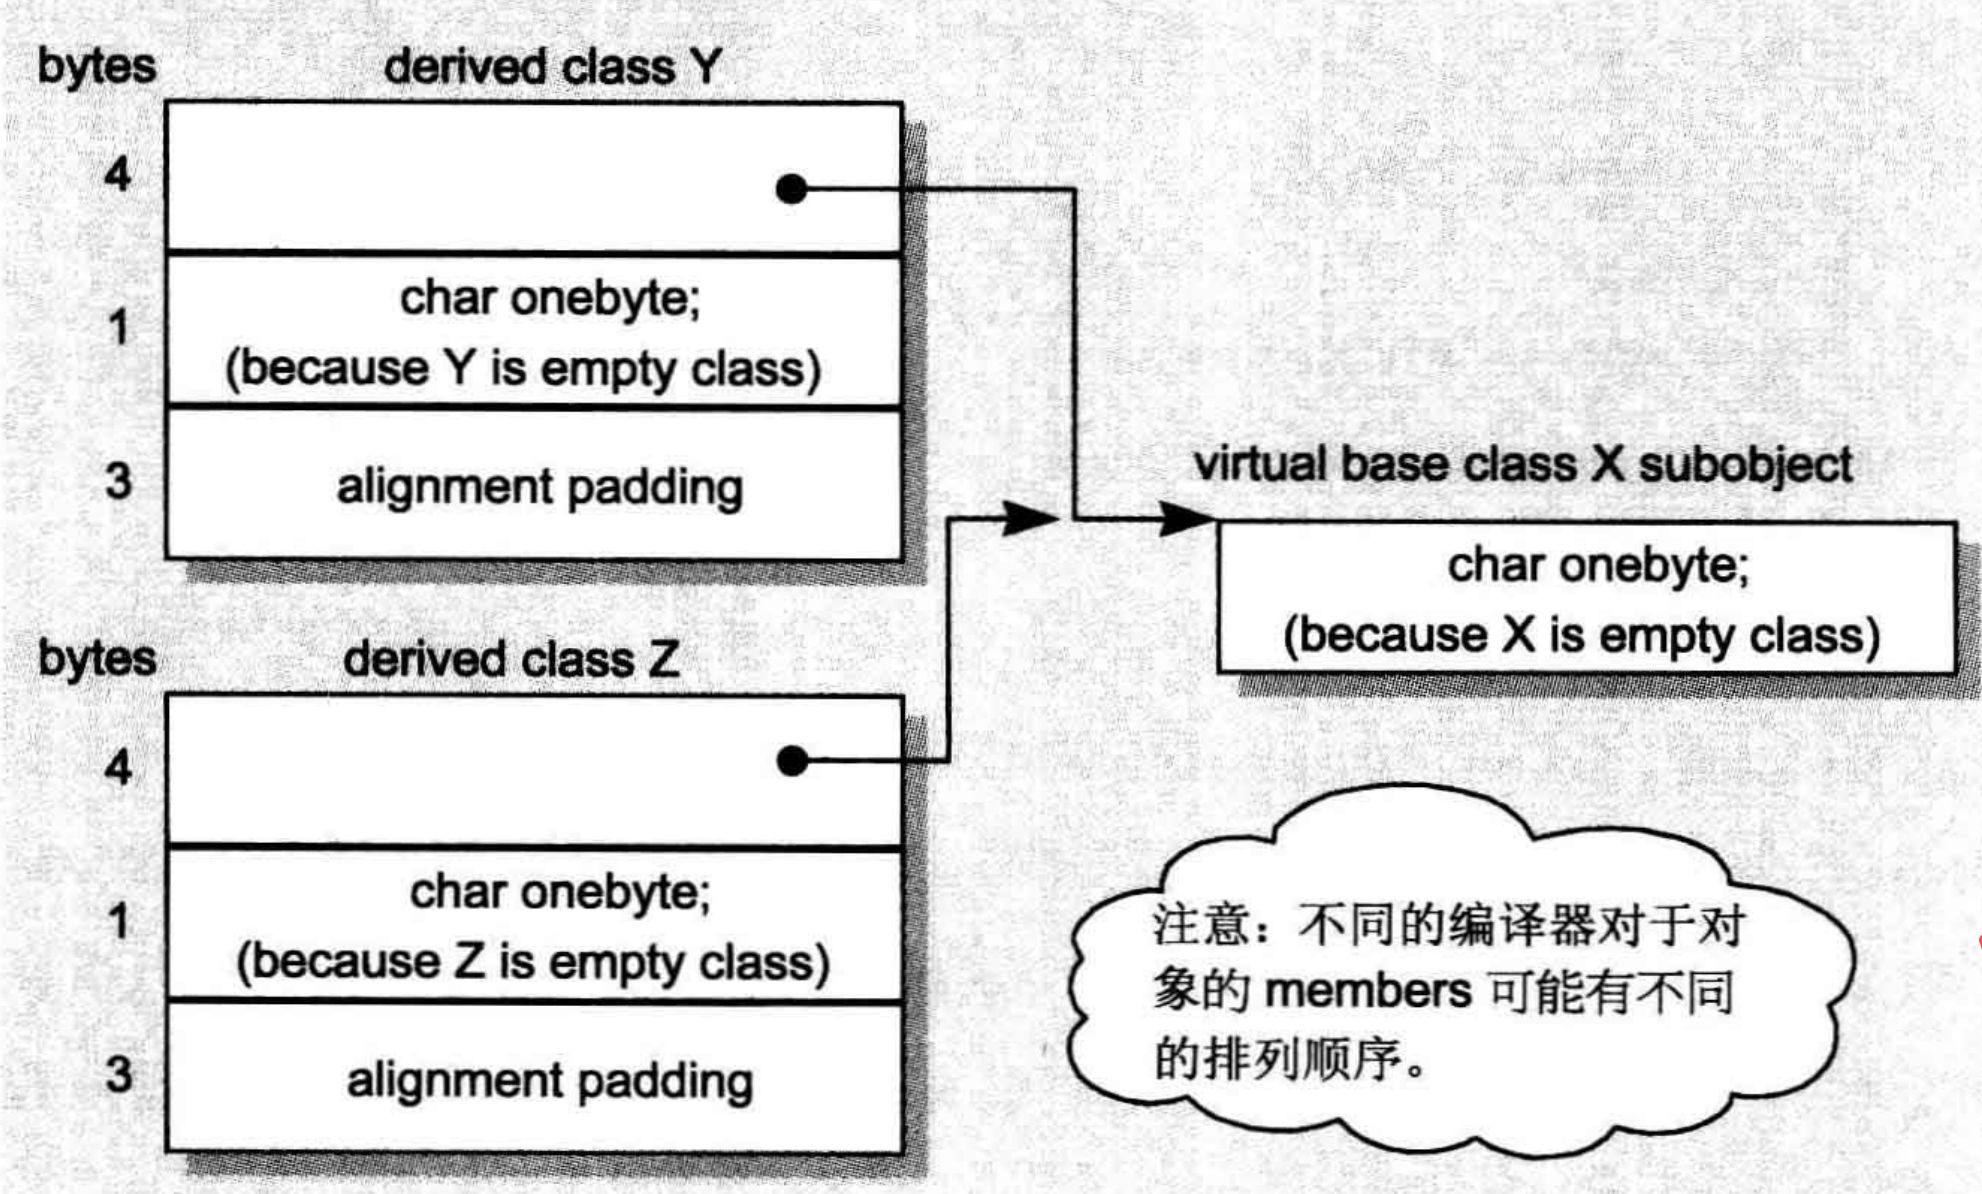 bytes
derived class Y
4
char onebyte;
1
(because Y is empty class)
3
alignment padding
virtual base class X subobject
char onebyte;
(because X is empty class)
bytes
derived class Z
4
char onebyte;
1
(because Z is empty class)
3
alignment padding
注意：不同的编译器对于对
象的 members 可能有不同
的排列顺序。